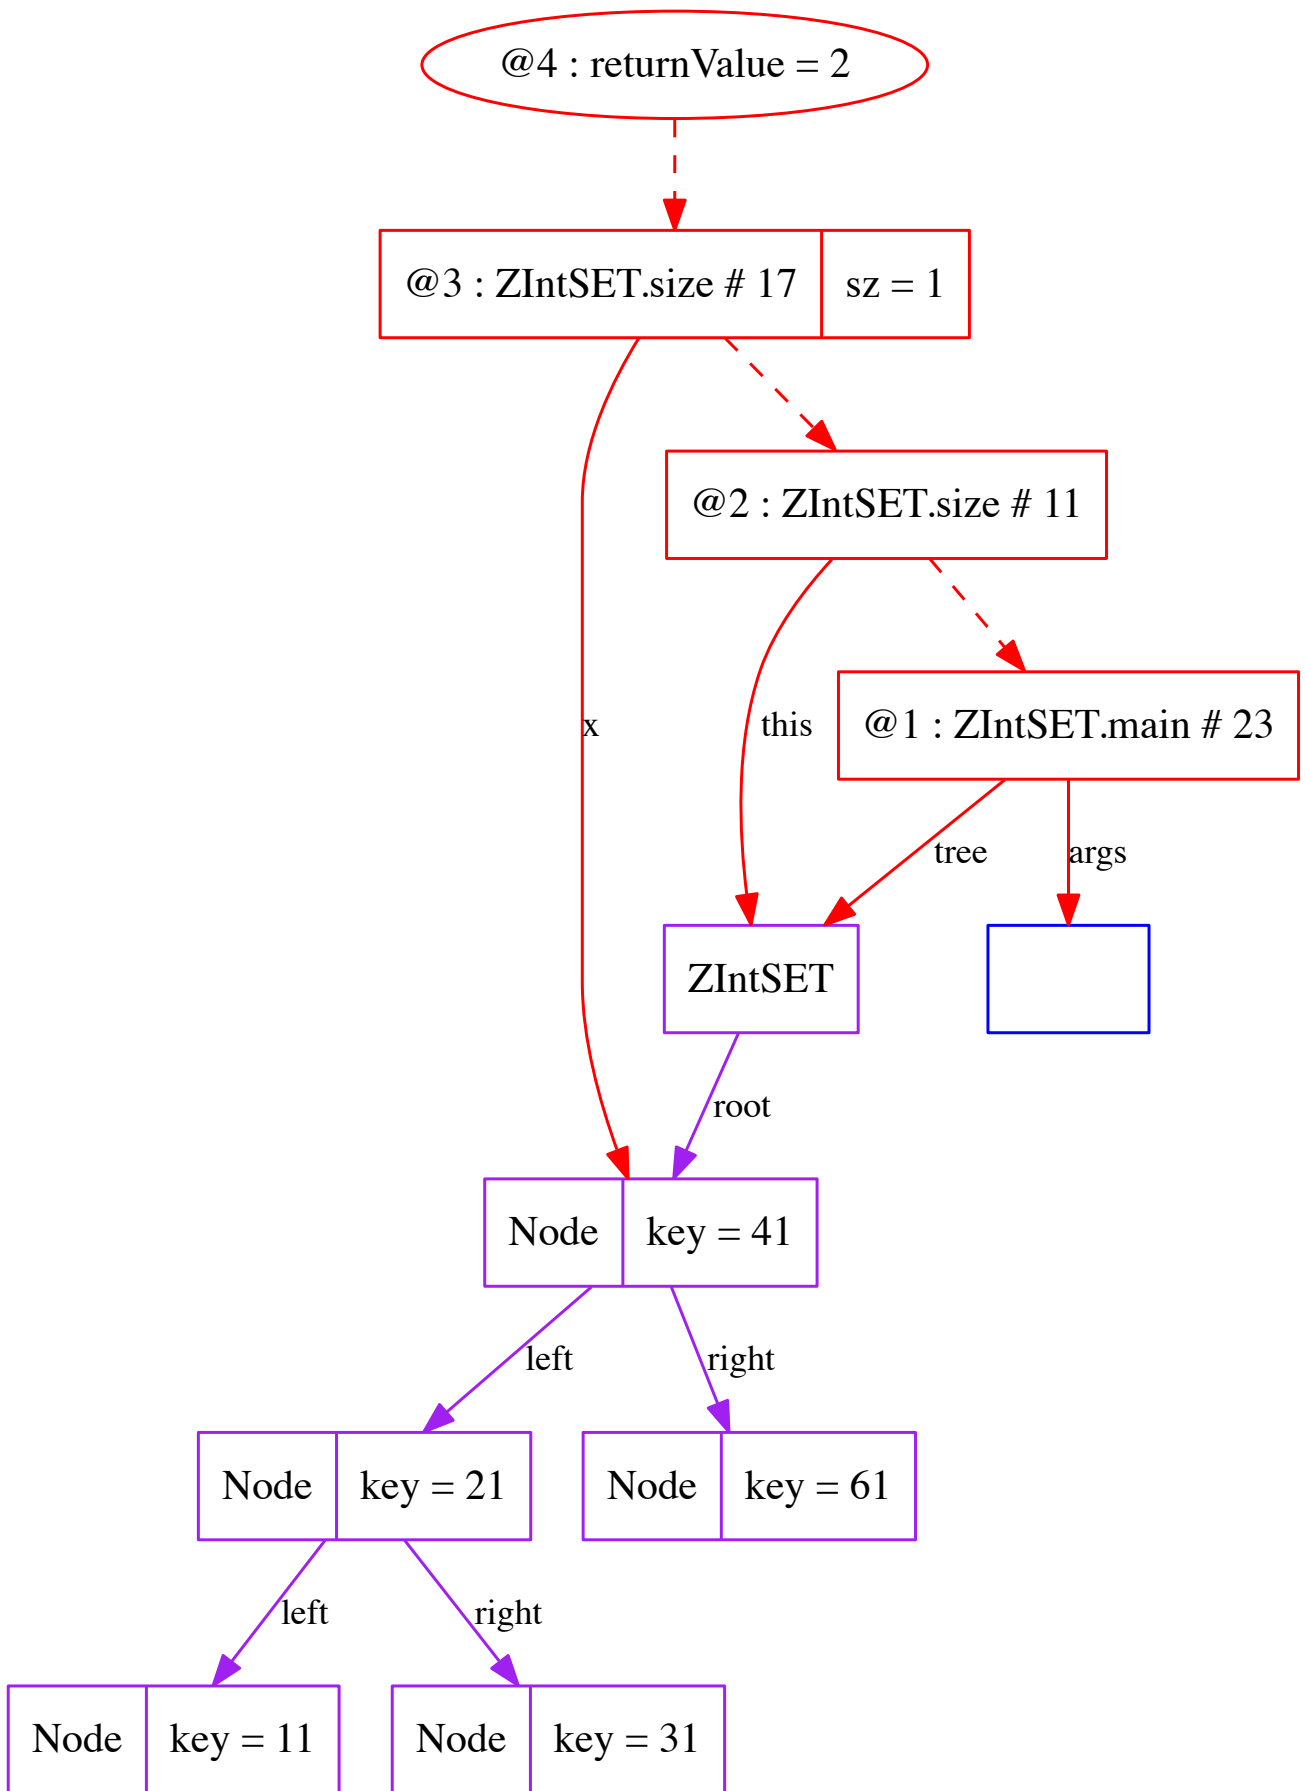 @4 : returnValue = 2
@3 : ZIntSET.size # 17 sz = 1
@2 : ZIntSET.size # 11
x
this
@1 : ZIntSET.main # 23
tree
args
ZIntSET
root
Node key = 41
left
right
Node key = 21
Node key = 61
left
right
Node key = 11
Node key = 31